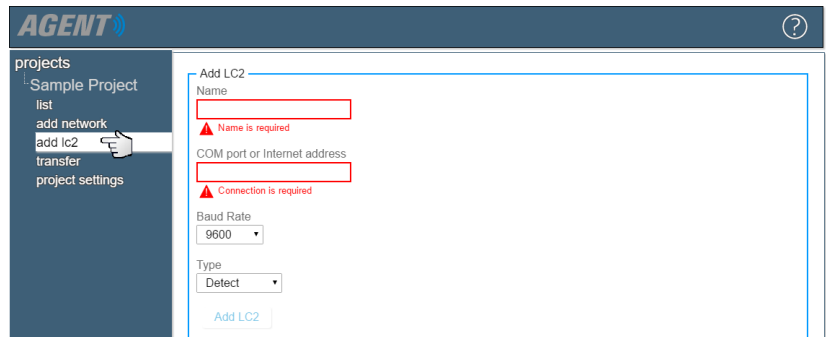 AGENT
?
projects
Sample Project
list
add network
add lc2
transfer
project settings
Add LC2
Name
Name is required
COM port or Internet address
Connection is required
Baud Rate
9600
Type
Detect
Add LC2